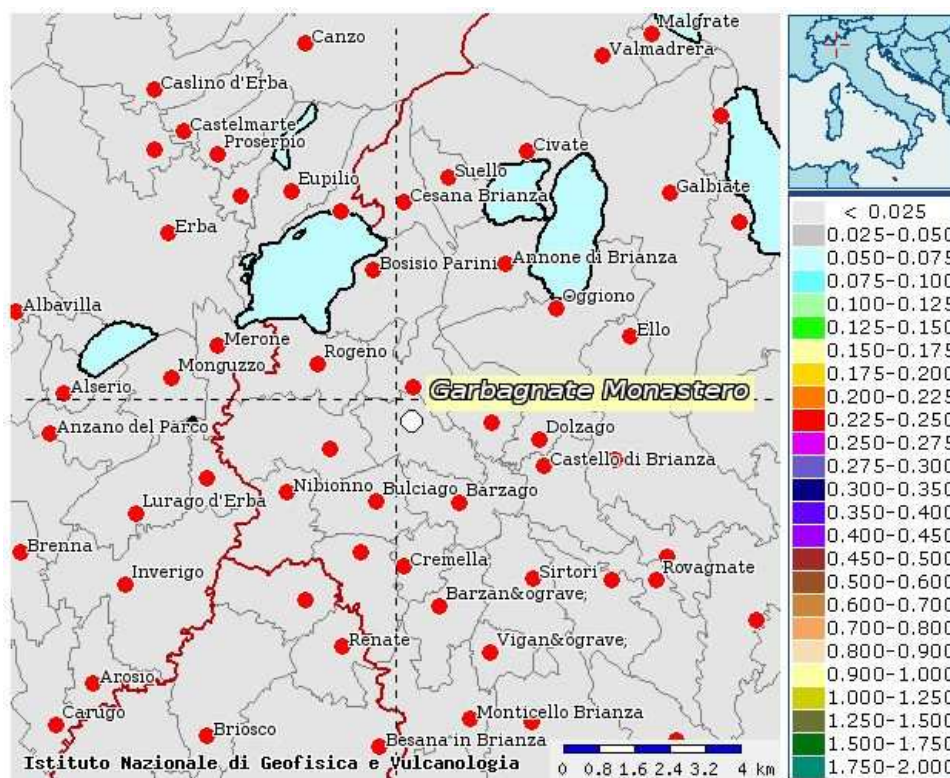 Malgrate
Canzo
Valmadrera
Caslino d'Erba
Castelmarte
Proserpio
Civate
Suello
Eupilio
Galbiate
Cesana Brianza
Erba
Bosisio Parini
Annone di Brianza
Albavilla
Oggiono
Ello
Merone
Rogeno
Monguzzo
Alserio
Garbagnate Monastero
Anzano del Parco
Dolzago
Castello di Brianza
Nibionno
Bulciago
Barzago
Lurago d'Erba
Brenna
Cremella
Inverigo
Sirtori
Rovagnate
Barzan&ograve;
Renate
Vigan&ograve;
Arosio
Carugo
Monticello Brianza
Briosco
Besana in Brianza
Istituto Nazionale di Geofisica e Vulcanologia
0 0.8 1.6 2.4 3.2 4 km
< 0.025
0.025-0.050
0.050-0.075
0.075-0.100
0.100-0.125
0.125-0.150
0.150-0.175
0.175-0.200
0.200-0.225
0.225-0.250
0.250-0.275
0.275-0.300
0.300-0.350
0.350-0.400
0.400-0.450
0.450-0.500
0.500-0.600
0.600-0.700
0.700-0.800
0.800-0.900
0.900-1.000
1.000-1.250
1.250-1.500
1.500-1.750
1.750-2.000